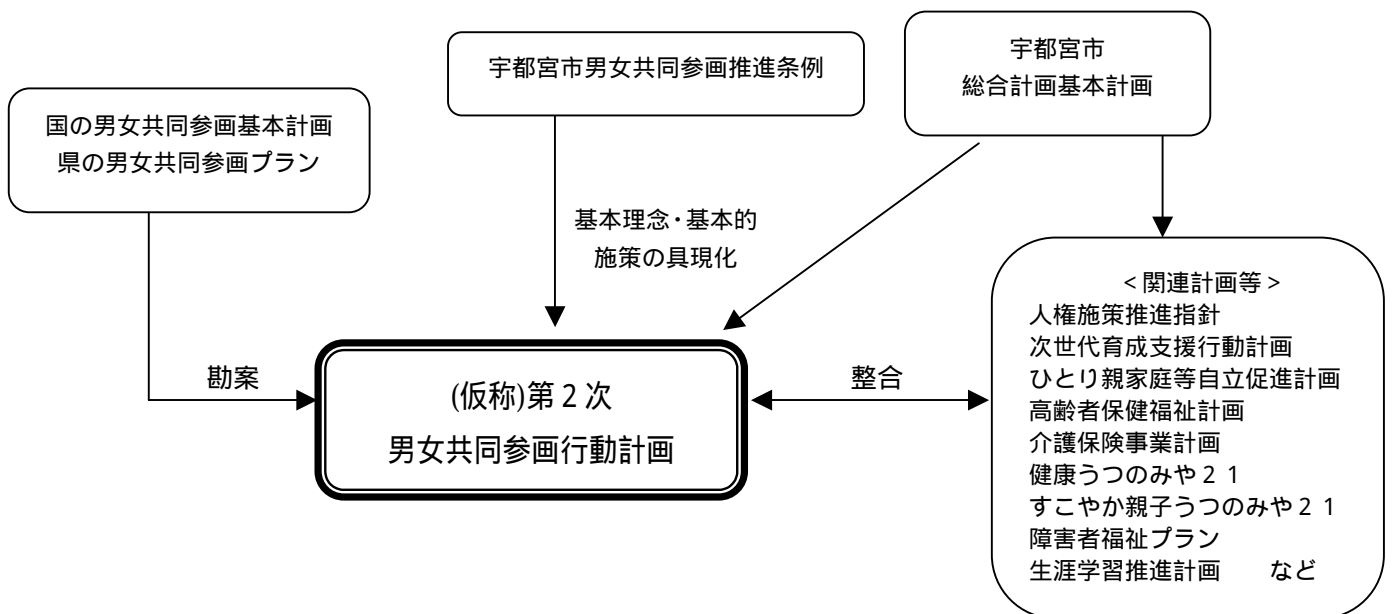 国の男女共同参画基本計画
県の男女共同参画プラン
宇都宮市男女共同参画推進条例
宇都宮市
総合計画基本計画
基本理念・基本的
施策の具現化
勘案
(仮称)第2次
男女共同参画行動計画
整合
<関連計画等>
人権施策推進指針
次世代育成支援行動計画
ひとり親家庭等自立促進計画
高齢者保健福祉計画
介護保険事業計画
健康うつのみや21
すこやか親子うつのみや21
障害者福祉プラン
生涯学習推進計画　　など